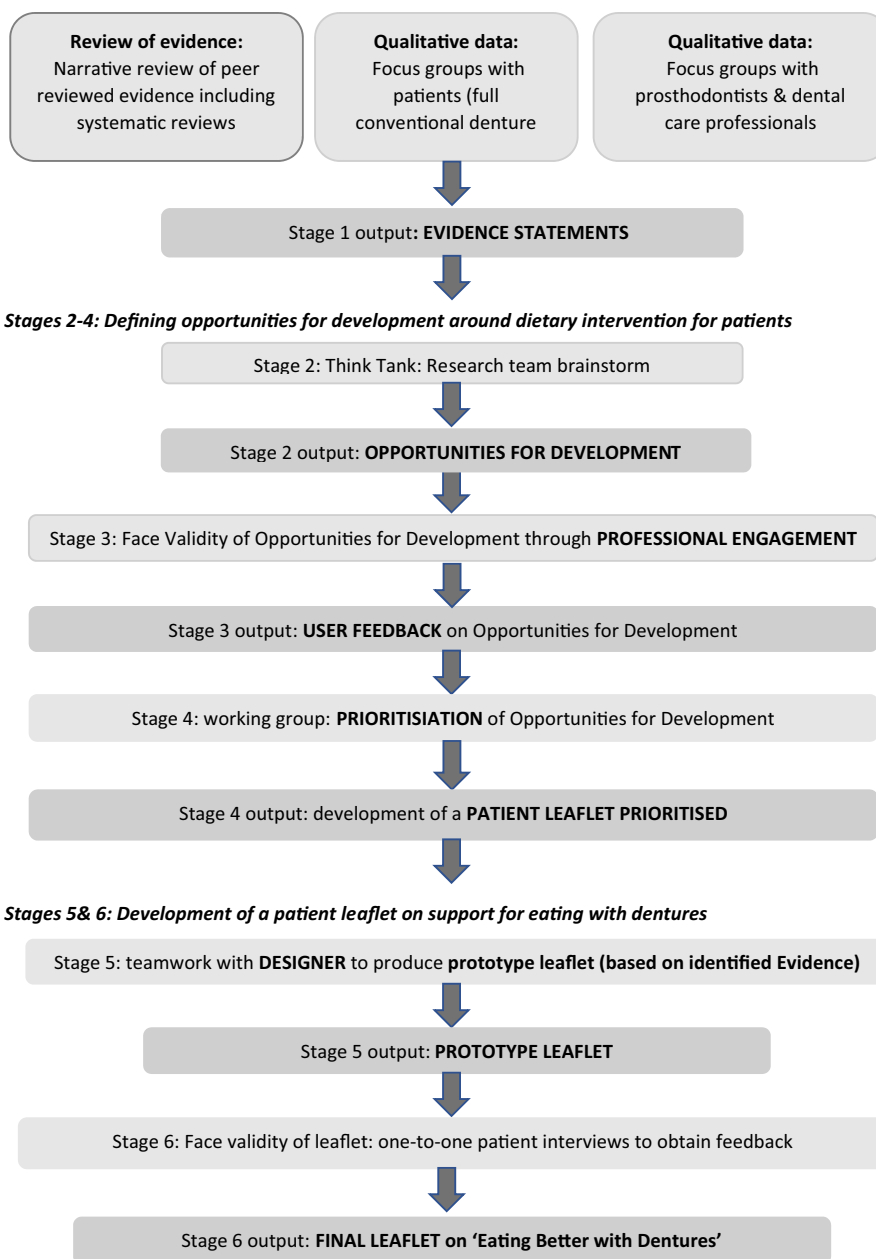 Review of evidence:
Narrative review of peer
reviewed evidence including
systematic reviews
Qualitative data:
Focus groups with
patients (full
conventional denture
Qualitative data:
Focus groups with
prosthodontists & dental
care professionals
Stage 1 output: EVIDENCE STATEMENTS
Stages 2-4: Defining opportunities for development around dietary intervention for patients
Stage 2: Think Tank: Research team brainstorm
Stage 2 output: OPPORTUNITIES FOR DEVELOPMENT
Stage 3: Face Validity of Opportunities for Development through PROFESSIONAL ENGAGEMENT
Stage 3 output: USER FEEDBACK on Opportunities for Development
Stage 4: working group: PRIORITISIATION of Opportunities for Development
Stage 4 output: development of a PATIENT LEAFLET PRIORITISED
Stages 5& 6: Development of a patient leaflet on support for eating with dentures
Stage 5: teamwork with DESIGNER to produce prototype leaflet (based on identified Evidence)
Stage 5 output: PROTOTYPE LEAFLET
Stage 6: Face validity of leaflet: one-to-one patient interviews to obtain feedback
Stage 6 output: FINAL LEAFLET on ‘Eating Better with Dentures’